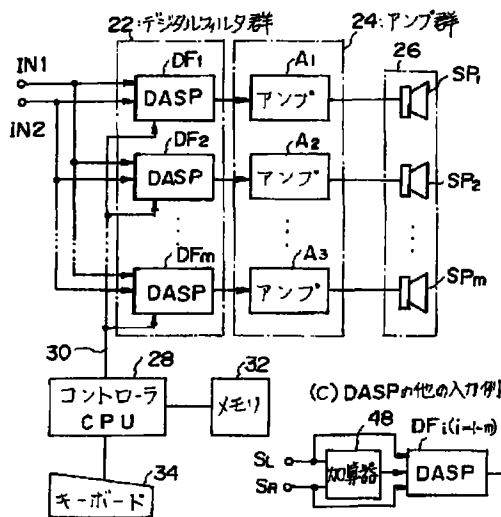 22:デジタルフィルタ群
24:アンプ群
26
IN1
IN2
DF1
DASP
A1
アンプ
SP1
DF2
DASP
A2
アンプ
SP2
DFm
DASP
A3
アンプ
SPm
30
28
コントローラ
CPU
32
メモリ
34
キーボード
(C) DASPの他の入力例
48
DFi(i=1~m)
SL
SR
加算器
DASP